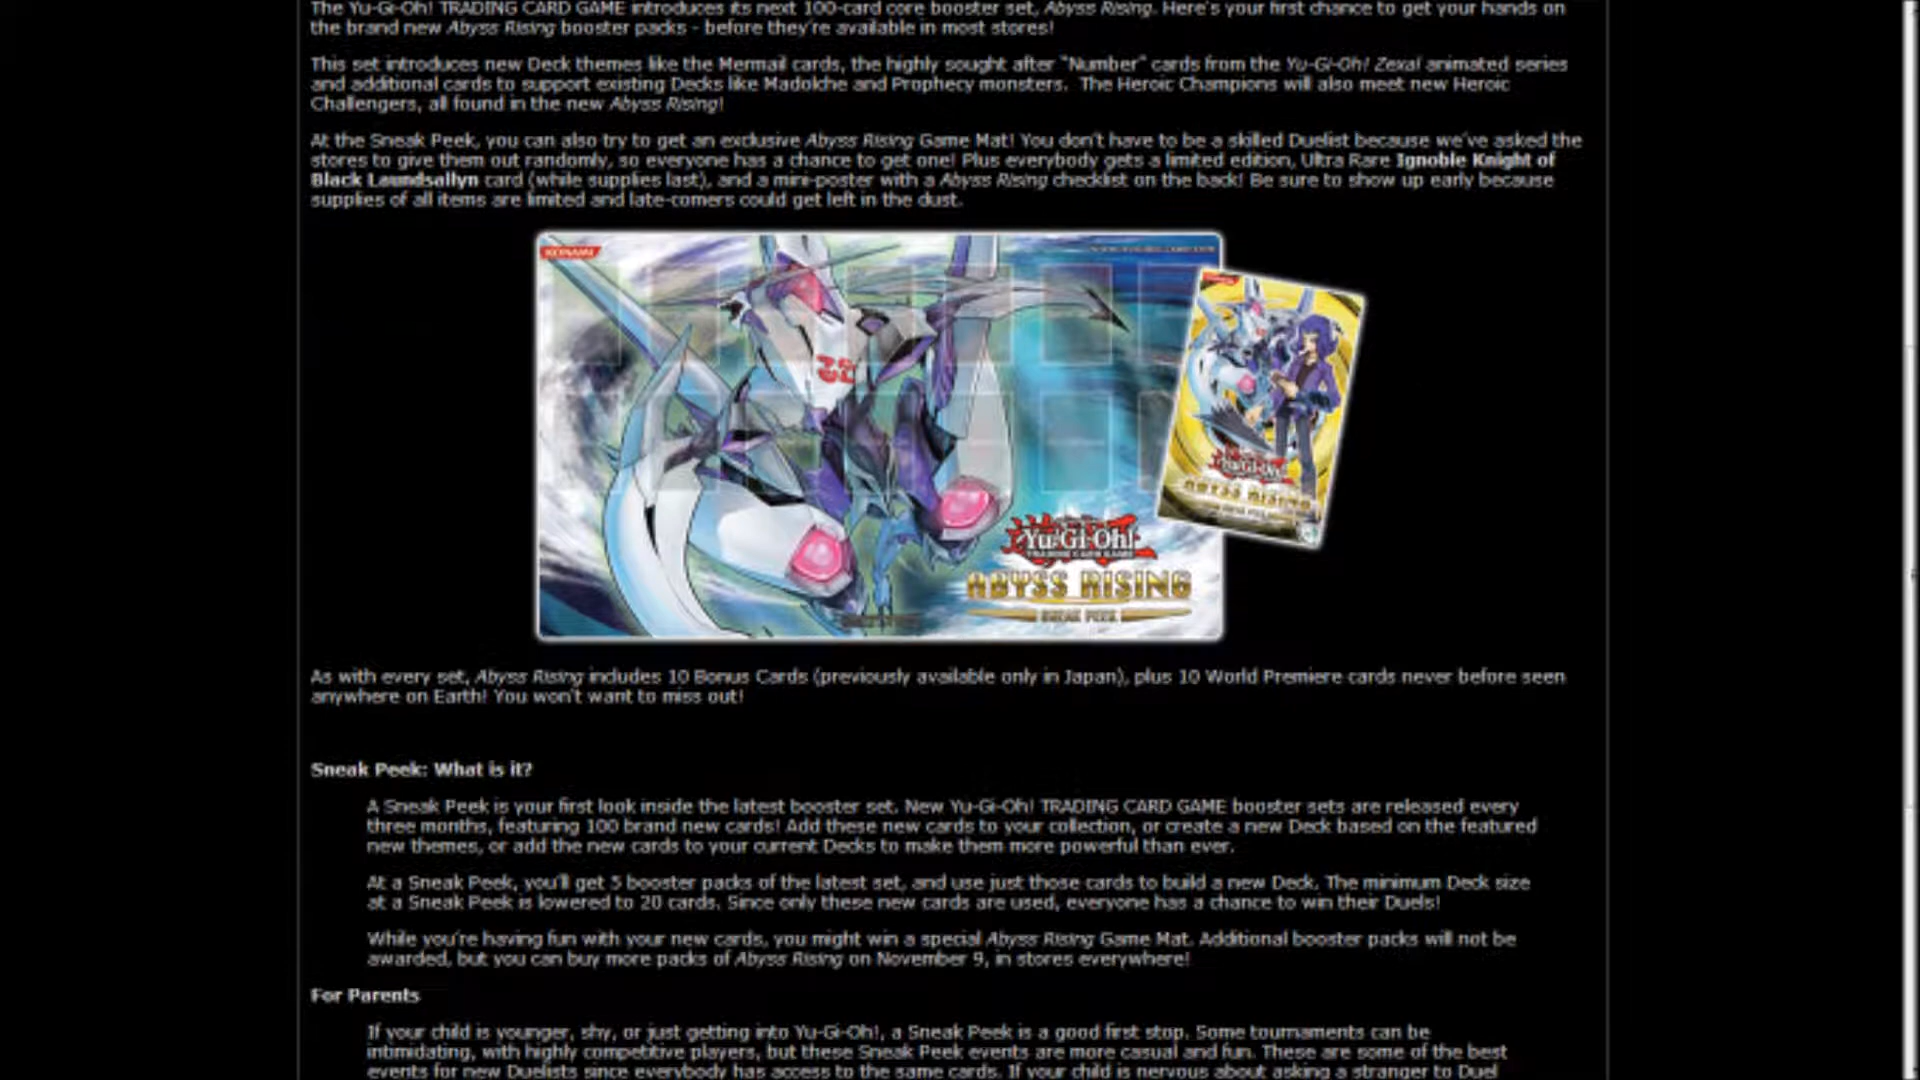 The Yu-Gi-Oh! TRADING CARD GAME introduces its next 100-card core booster set, Abyss Rising. Here's your first chance to get your hands on
the brand new Abyss Rising booster packs - before they're available in most stores!
This set introduces new Deck themes like the Mermail cards, the highly sought after "Number" cards from the Yu-Gi-Oh! Zexal animated series
and additional cards to support existing Decks like Madolche and Prophecy monsters. The Heroic Champions will also meet new Heroic
Challengers, all found in the new Abyss Rising!
At the Sneak Peek, you can also try to get an exclusive Abyss Rising Game Mat! You don't have to be a skilled Duelist because we've asked the
stores to give them out randomly, so everyone has a chance to get one! Plus everybody gets a limited edition, Ultra Rare Ignoble Knight of
Black Laundsallyn card (while supplies last), and a mini-poster with a Abyss Rising checklist on the back! Be sure to show up early because
supplies of all items are limited and late-comers could get left in the dust.
KONAMI
32
Yu-Gi-Oh!
TRADING CARD GAME
ABYSS RISING
SNEAK PEEK
Yu-Gi-Oh!
ABYSS RISING
As with every set, Abyss Rising includes 10 Bonus Cards (previously available only in Japan), plus 10 World Premiere cards never before seen
anywhere on Earth! You won't want to miss out!
Sneak Peek: What is it?
A Sneak Peek is your first look inside the latest booster set. New Yu-Gi-Oh! TRADING CARD GAME booster sets are released every
three months, featuring 100 brand new cards! Add these new cards to your collection, or create a new Deck based on the featured
new themes, or add the new cards to your current Decks to make them more powerful than ever.
At a Sneak Peek, you'll get 5 booster packs of the latest set, and use just those cards to build a new Deck. The minimum Deck size
at a Sneak Peek is lowered to 20 cards. Since only these new cards are used, everyone has a chance to win their Duels!
While you're having fun with your new cards, you might win a special Abyss Rising Game Mat. Additional booster packs will not be
awarded, but you can buy more packs of Abyss Rising on November 9, in stores everywhere!
For Parents
If your child is younger, shy, or just getting into Yu-Gi-Oh!, a Sneak Peek is a good first stop. Some tournaments can be
intimidating, with highly competitive players, but these Sneak Peek events are more casual and fun. These are some of the best
events for new Duelists since everybody has access to the same cards. If your child is nervous about asking a stranger to Duel